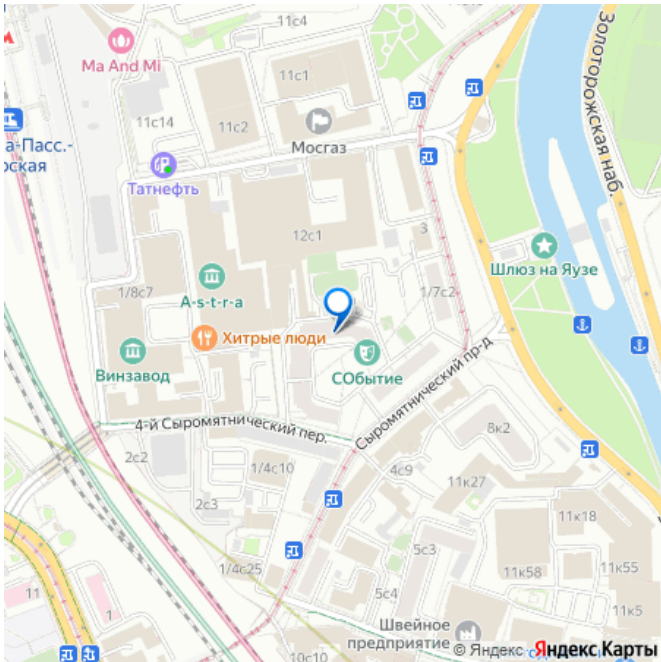 11с4
Золоторожская наб.
Ma And Mi
11с1
11с14
11с2
Мосгаз
а-Пасс.-
рская
Татнефть
12с1
3
Шлюз на Яузе
1/8с7
A-s-t-r-a
1/7с2
Хитрые люди
Винзавод
СОбытие
Сыромятнический пр-д
4-й Сыромятнический пер.
8к2
2с2
1/4с10
4с9
11к27
2с3
11к18
5с3
1/4с25
11к58
11к55
11
5с4
11к5
Швейное
предприятие
10с10
© Яндекс
Яндекс Карты